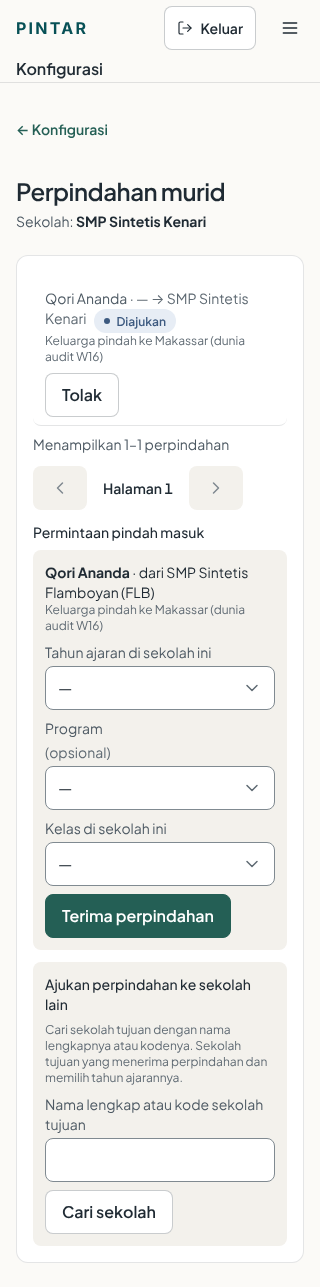 PINTAR
Keluar
Konfigurasi
← Konfigurasi
Perpindahan murid
Sekolah: SMP Sintetis Kenari
Qori Ananda · — → SMP Sintetis
Kenari Diajukan
Keluarga pindah ke Makassar (dunia
audit W16)
Tolak
Menampilkan 1–1 perpindahan
Halaman 1
Permintaan pindah masuk
Qori Ananda · dari SMP Sintetis
Flamboyan (FLB)
Keluarga pindah ke Makassar (dunia
audit W16)
Tahun ajaran di sekolah ini
—
Program
(opsional)
—
Kelas di sekolah ini
—
Terima perpindahan
Ajukan perpindahan ke sekolah
lain
Cari sekolah tujuan dengan nama
lengkapnya atau kodenya. Sekolah
tujuan yang menerima perpindahan dan
memilih tahun ajarannya.
Nama lengkap atau kode sekolah
tujuan
Cari sekolah